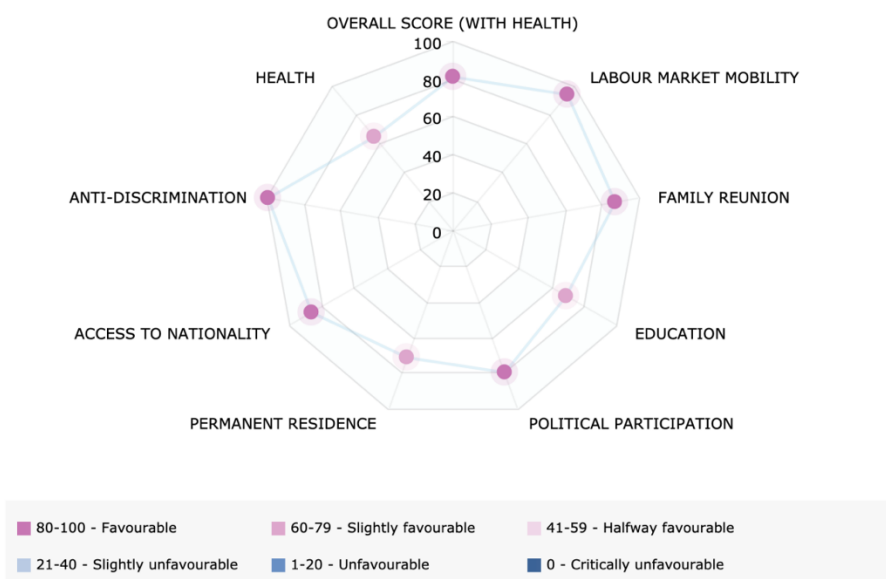 OVERALL SCORE (WITH HEALTH)
100
HEALTH
LABOUR MARKET MOBILITY
80
60
40
ANTI-DISCRIMINATION
FAMILY REUNION
20
0
ACCESS TO NATIONALITY
EDUCATION
PERMANENT RESIDENCE
POLITICAL PARTICIPATION
80-100 - Favourable
60-79 - Slightly favourable
41-59 - Halfway favourable
21-40 - Slightly unfavourable
1-20 - Unfavourable
0 - Critically unfavourable